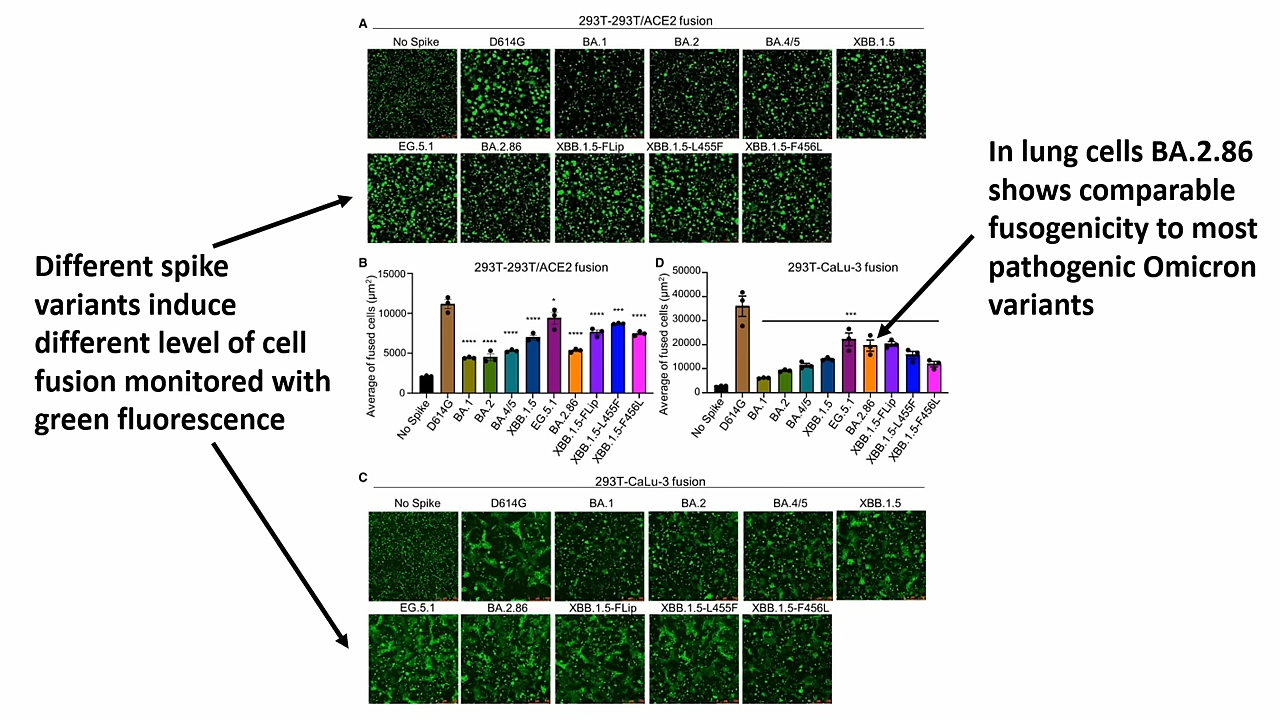 A
293T-293T/ACE2 fusion
No Spike
D614G
BA.1
BA.2
BA.4/5
XBB.1.5
EG.5.1
BA.2.86
XBB.1.5-FLip
XBB.1.5-L455F
XBB.1.5-F456L
Different spike
variants induce
different level of cell
fusion monitored with
green fluorescence
In lung cells BA.2.86
shows comparable
fusogenicity to most
pathogenic Omicron
variants
B
293T-293T/ACE2 fusion
Average of fused cells (μm²)
15000
10000
5000
0
****
****
****
****
*
****
****
***
****
No Spike
D614G
BA.1
BA.2
BA.4/5
XBB.1.5
EG.5.1
BA.2.86
XBB.1.5-FLip
XBB.1.5-L455F
XBB.1.5-F456L
D
293T-CaLu-3 fusion
Average of fused cells (μm²)
50000
40000
30000
20000
10000
0
***
No Spike
D614G
BA.1
BA.2
BA.4/5
XBB.1.5
EG.5.1
BA.2.86
XBB.1.5-FLip
XBB.1.5-L455F
XBB.1.5-F456L
C
293T-CaLu-3 fusion
No Spike
D614G
BA.1
BA.2
BA.4/5
XBB.1.5
EG.5.1
BA.2.86
XBB.1.5-FLip
XBB.1.5-L455F
XBB.1.5-F456L